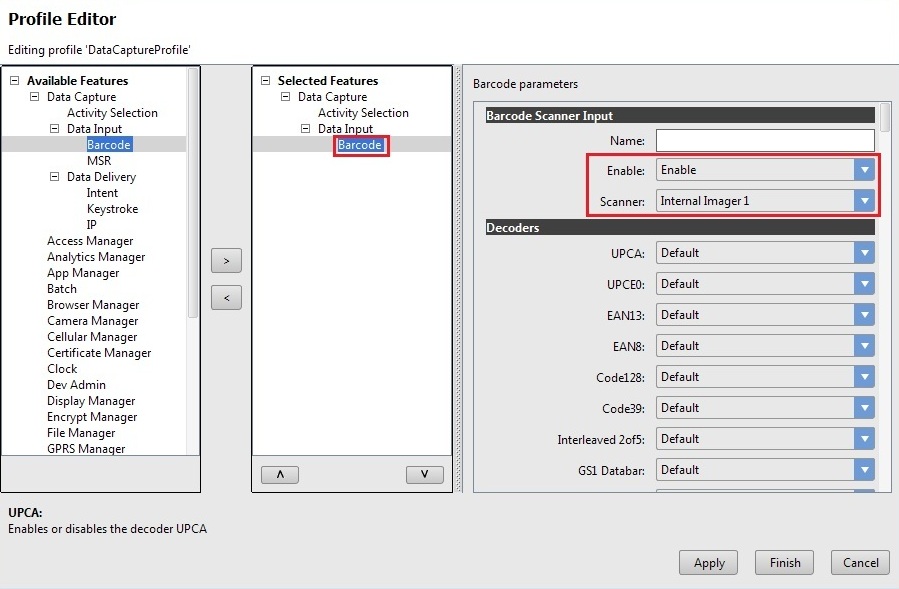 Profile Editor
Editing profile 'DataCaptureProfile'
Available Features
Data Capture
Activity Selection
Data Input
Barcode
MSR
Data Delivery
Intent
Keystroke
IP
Access Manager
Analytics Manager
App Manager
Batch
Browser Manager
Camera Manager
Cellular Manager
Certificate Manager
Clock
Dev Admin
Display Manager
Encrypt Manager
File Manager
GPRS Manager
>
<
Selected Features
Data Capture
Activity Selection
Data Input
Barcode
Barcode parameters
Barcode Scanner Input
Name:
Enable: Enable
Scanner: Internal Imager 1
Decoders
UPCA: Default
UPCE0: Default
EAN13: Default
EAN8: Default
Code128: Default
Code39: Default
Interleaved 2of5: Default
GS1 Databar: Default
UPCA:
Enables or disables the decoder UPCA
Apply Finish Cancel